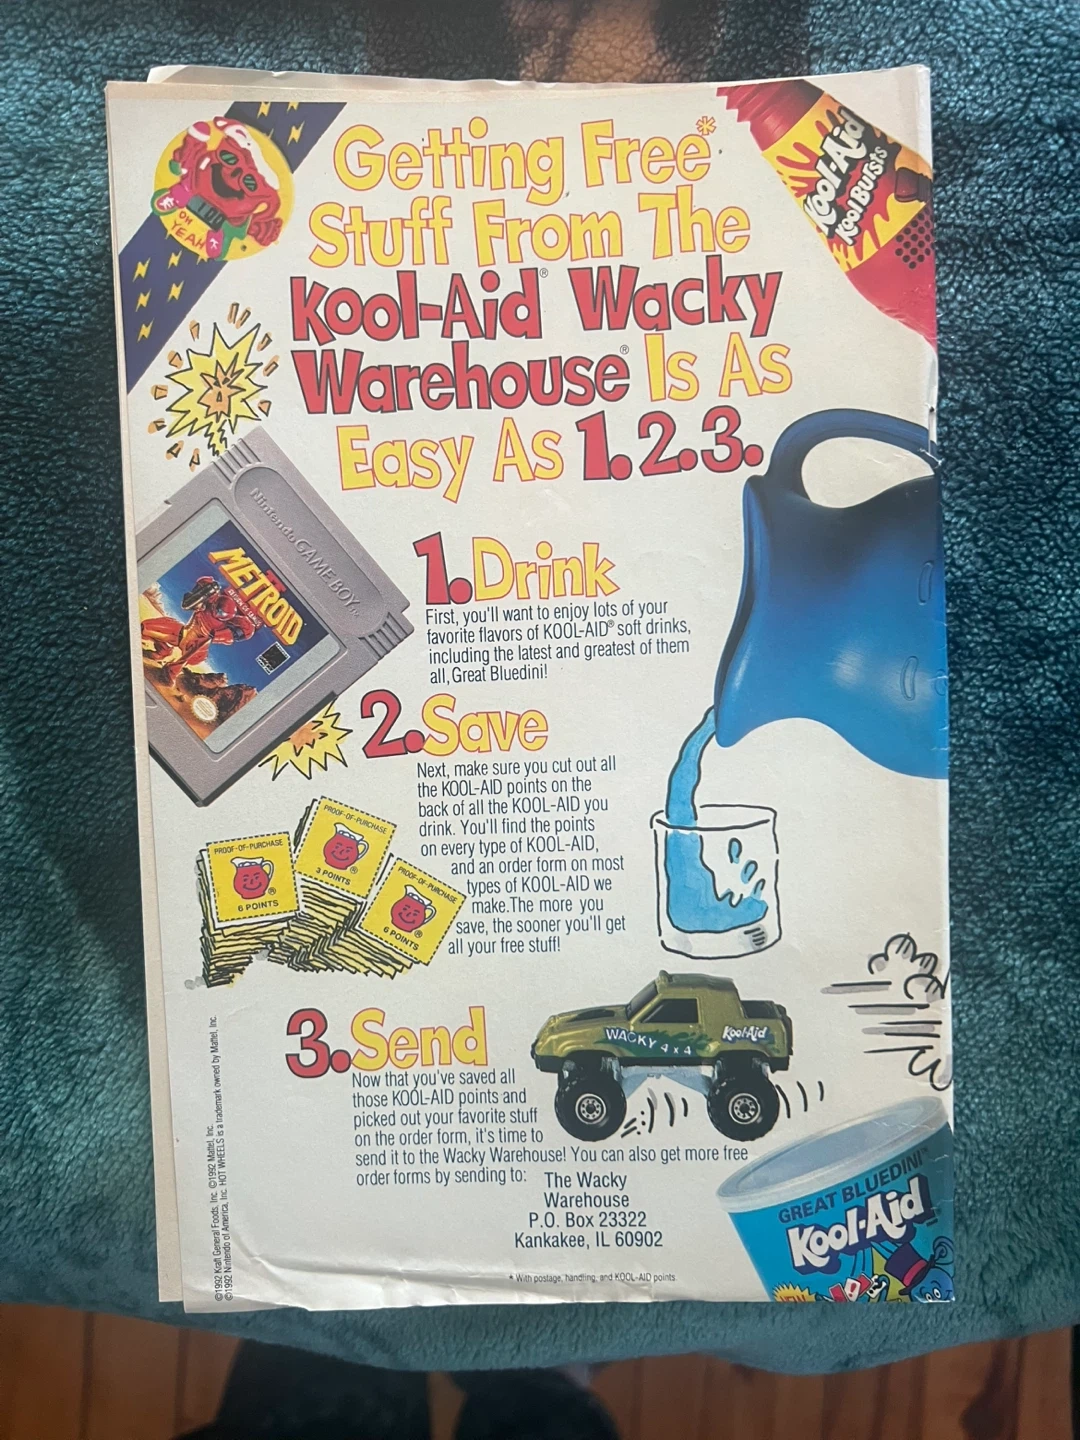 Getting Free*
Stuff From The
Kool-Aid® Wacky
Warehouse® Is As
Easy As 1.2.3.
OH
YEAH
Kool-Aid
Kool Bursts
Nintendo GAME BOY
METROID
1.Drink
First, you'll want to enjoy lots of your
favorite flavors of KOOL-AID® soft drinks,
including the latest and greatest of them
all, Great Bluedini!
2.Save
Next, make sure you cut out all
the KOOL-AID points on the
back of all the KOOL-AID you
drink. You'll find the points
on every type of KOOL-AID,
and an order form on most
types of KOOL-AID we
make. The more you
save, the sooner you'll get
all your free stuff!
PROOF-OF-PURCHASE
®
6 POINTS
PROOF-OF-PURCHASE
®
3 POINTS
PROOF-OF-PURCHASE
®
6 POINTS
3.Send
Now that you've saved all
those KOOL-AID points and
picked out your favorite stuff
on the order form, it's time to
send it to the Wacky Warehouse! You can also get more free
order forms by sending to:
The Wacky
Warehouse
P.O. Box 23322
Kankakee, IL 60902
WACKY 4 x 4
Kool-Aid
GREAT BLUEDINI
Kool-Aid
* With postage, handling, and KOOL-AID points.
©1992 Kraft General Foods, Inc. ©1992 Mattel, Inc.
©1992 Nintendo of America, Inc. HOT WHEELS is a trademark owned by Mattel, Inc.